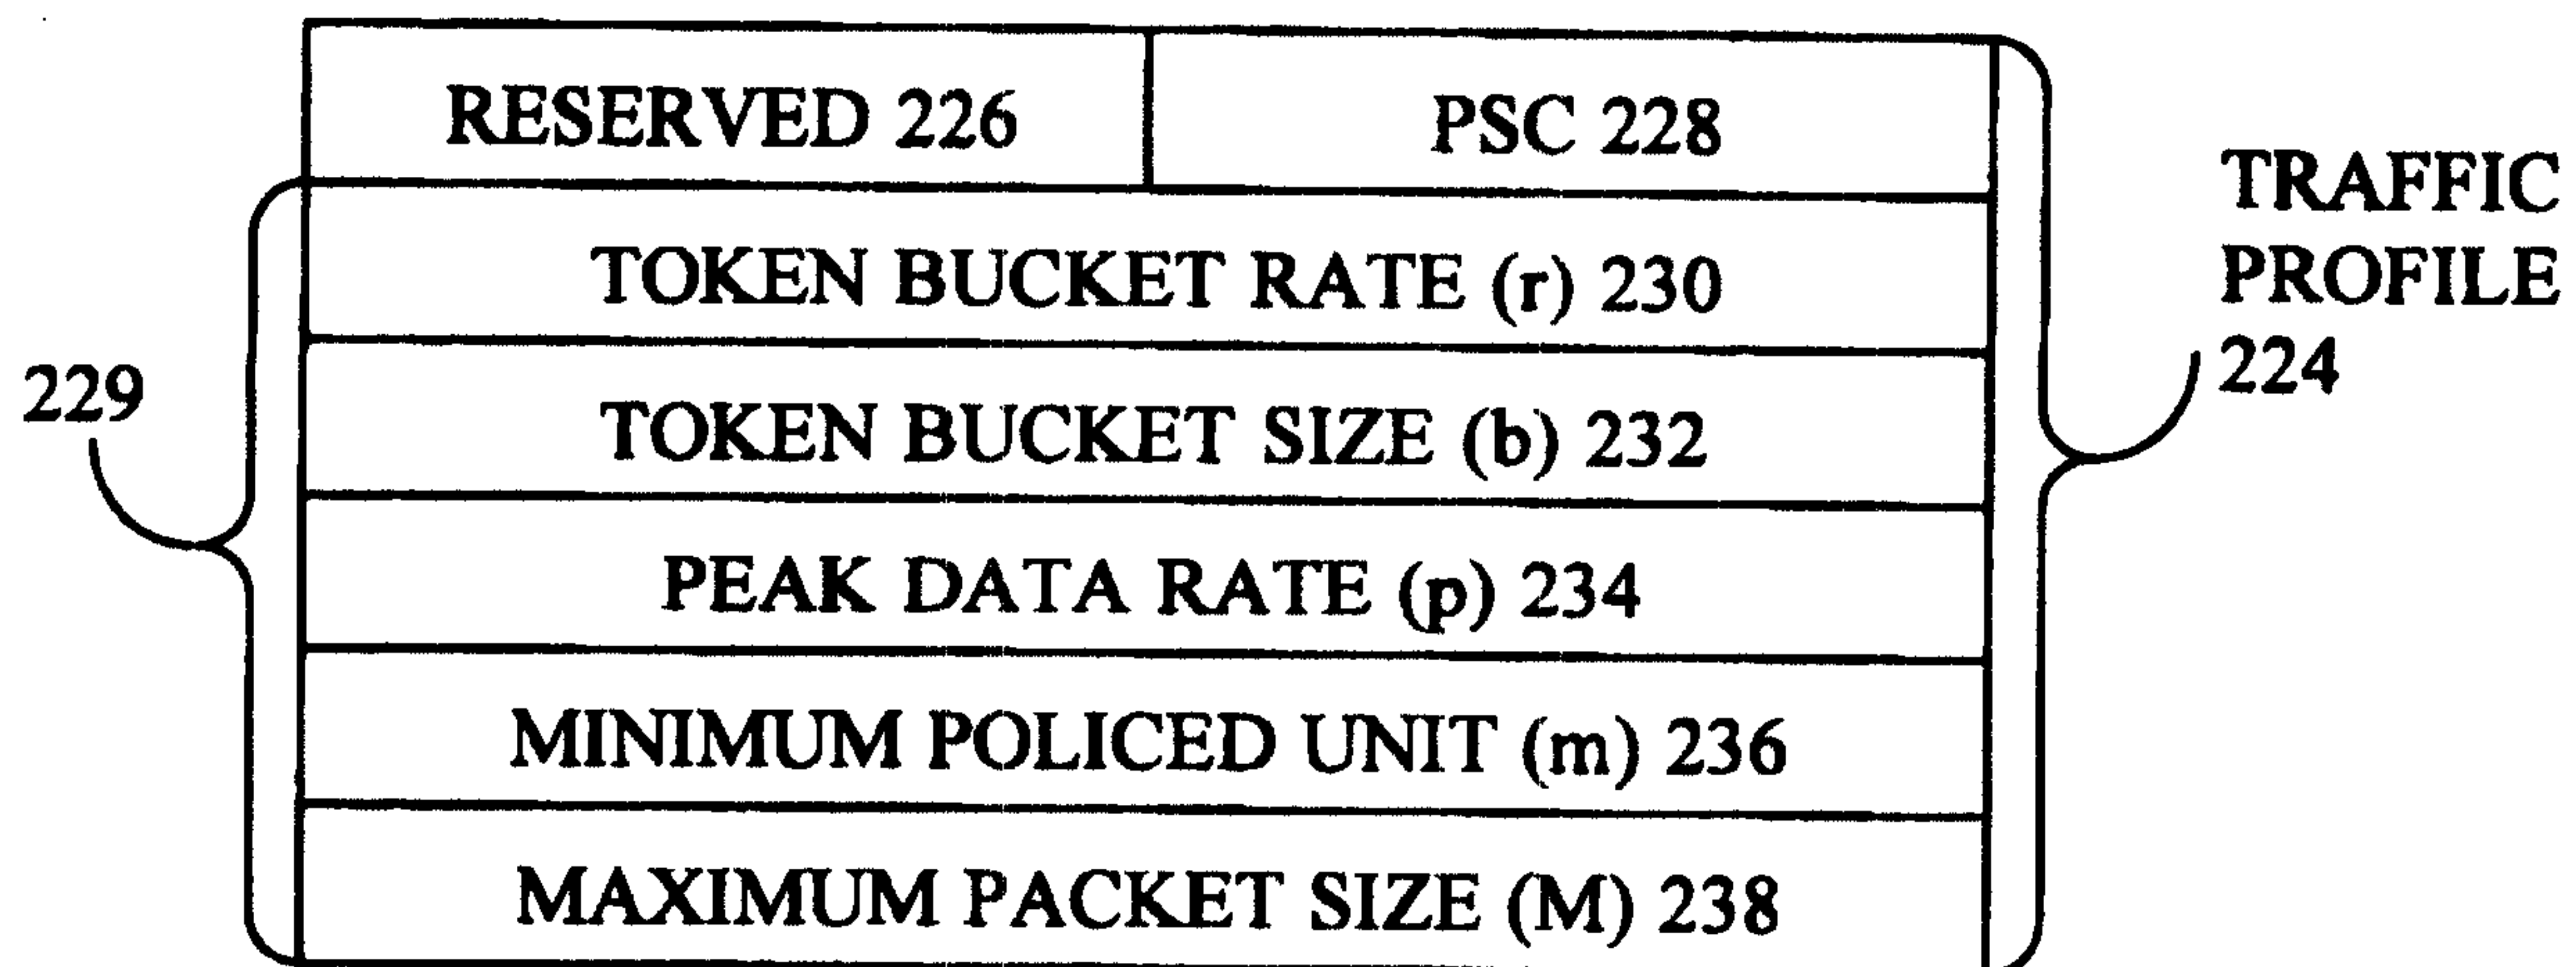 RESERVED 226 PSC 228
TOKEN BUCKET RATE (r) 230
TOKEN BUCKET SIZE (b) 232
PEAK DATA RATE (p) 234
MINIMUM POLICED UNIT (m) 236
MAXIMUM PACKET SIZE (M) 238
229
TRAFFIC
PROFILE
224